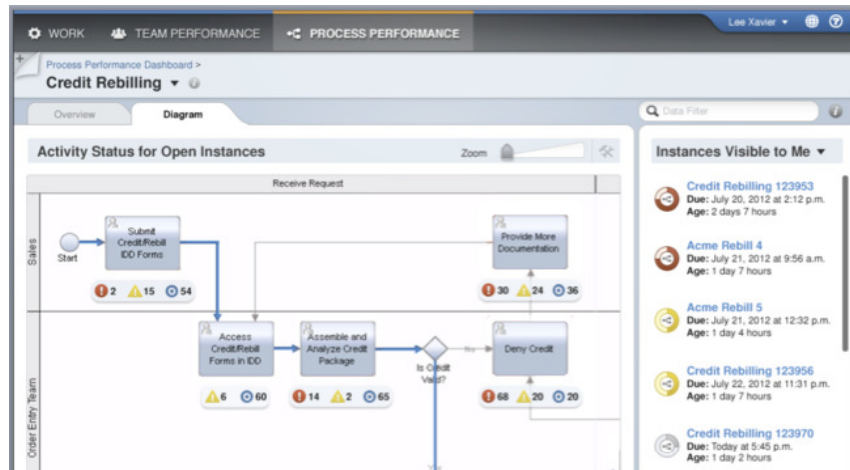 Lee Xavier
WORK
TEAM PERFORMANCE
PROCESS PERFORMANCE
Process Performance Dashboard >
Credit Rebilling
Overview
Diagram
Data Filter
Activity Status for Open Instances
Zoom
Receive Request
Sales
Start
Submit
Credit/Rebill
IDD Forms
2 15 54
Provide More
Documentation
30 24 36
Order Entry Team
Access
Credit/Rebill
Forms in IDD
6 60
Assemble and
Analyze Credit
Package
14 2 65
Is Credit
Valid?
No
Deny Credit
68 20 20
Instances Visible to Me
Credit Rebilling 123953
Due: July 20, 2012 at 2:12 p.m.
Age: 2 days 7 hours
Acme Rebill 4
Due: July 21, 2012 at 9:56 a.m.
Age: 1 day 7 hours
Acme Rebill 5
Due: July 21, 2012 at 12:32 p.m.
Age: 1 day 4 hours
Credit Rebilling 123956
Due: July 22, 2012 at 11:31 p.m.
Age: 1 day 7 hours
Credit Rebilling 123970
Due: Today at 5:45 p.m.
Age: 1 day 2 hours